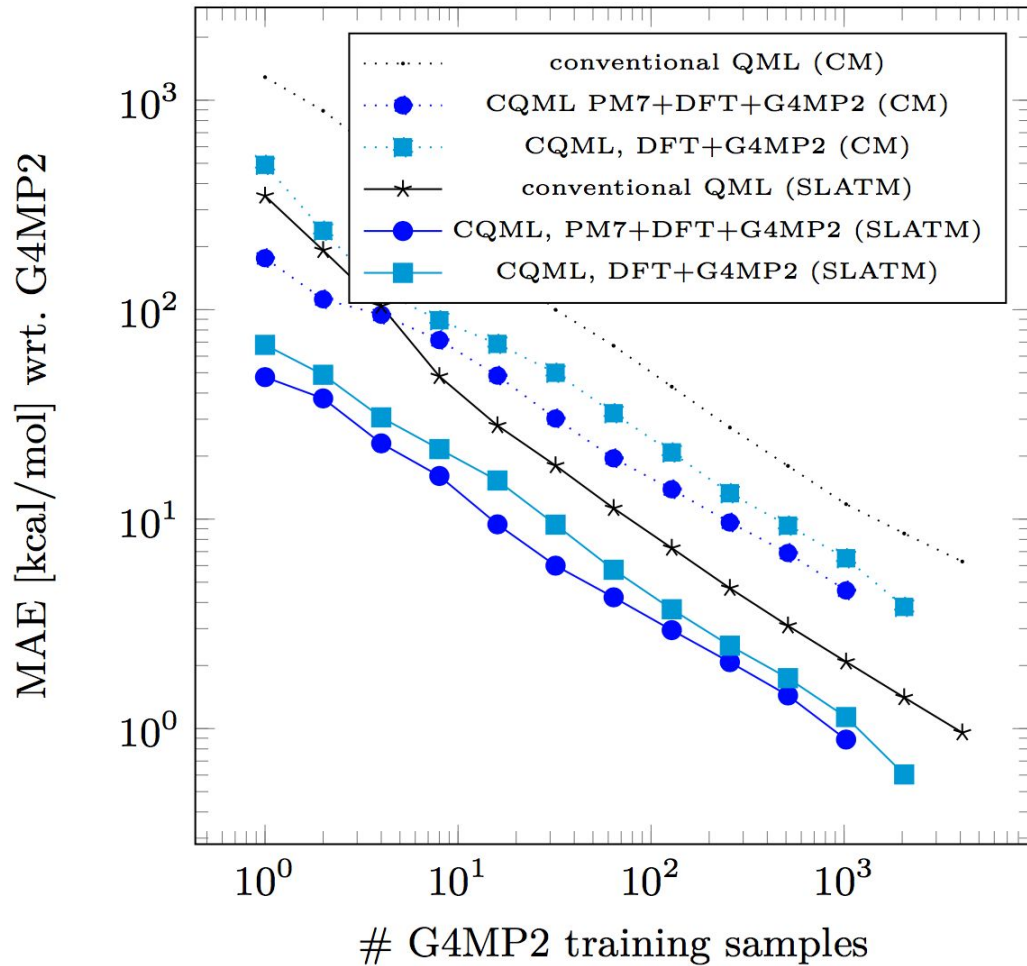 MAE [kcal/mol] wrt. G4MP2
10^3
10^2
10^1
10^0
conventional QML (CM)
CQML PM7+DFT+G4MP2 (CM)
CQML, DFT+G4MP2 (CM)
conventional QML (SLATM)
CQML, PM7+DFT+G4MP2 (SLATM)
CQML, DFT+G4MP2 (SLATM)
10^0 10^1 10^2 10^3
# G4MP2 training samples